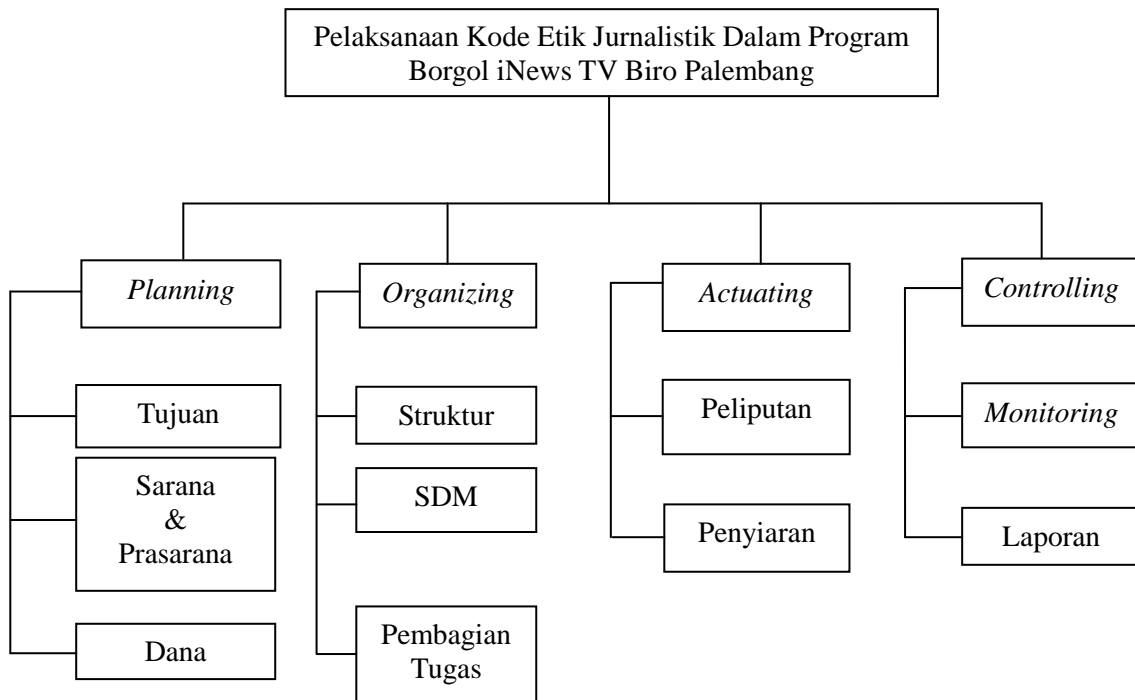 Pelaksanaan Kode Etik Jurnalistik Dalam Program
Borgol iNews TV Biro Palembang
Planning
Tujuan
Sarana
&
Prasarana
Dana
Organizing
Struktur
SDM
Pembagian
Tugas
Actuating
Peliputan
Penyiaran
Controlling
Monitoring
Laporan